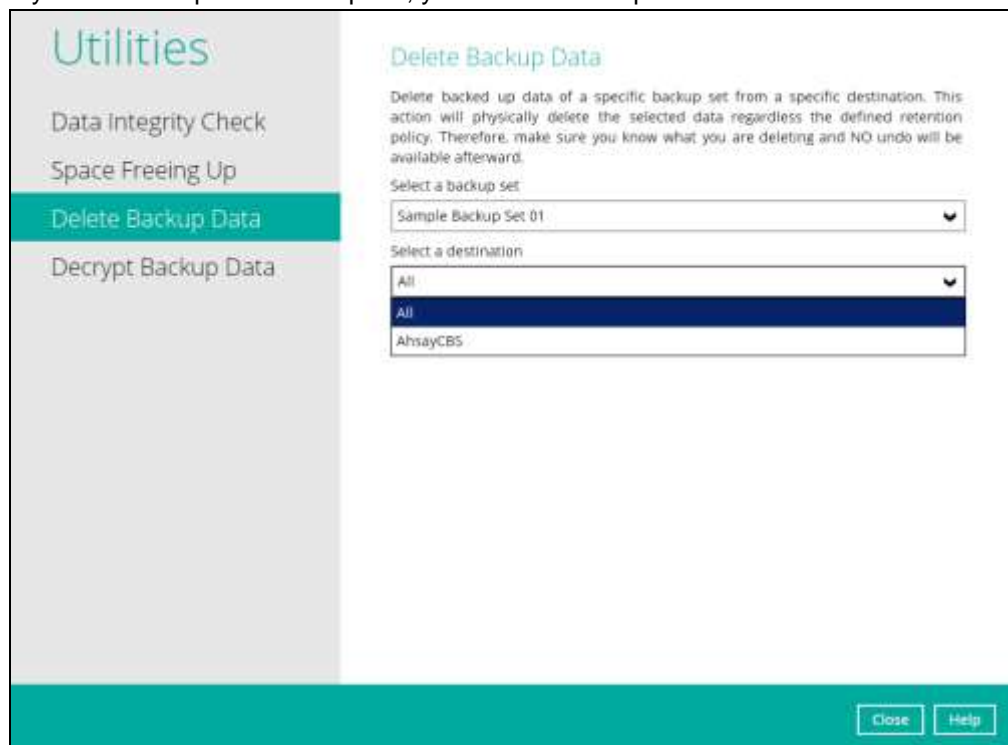 Utilities
Data Integrity Check
Space Freeing Up
Delete Backup Data
Decrypt Backup Data
Delete Backup Data
Delete backed up data of a specific backup set from a specific destination. This
action will physically delete the selected data regardless the defined retention
policy. Therefore, make sure you know what you are deleting and NO undo will be
available afterward.
Select a backup set
Sample Backup Set 01
Select a destination
All
All
AhsayCBS
Close
Help